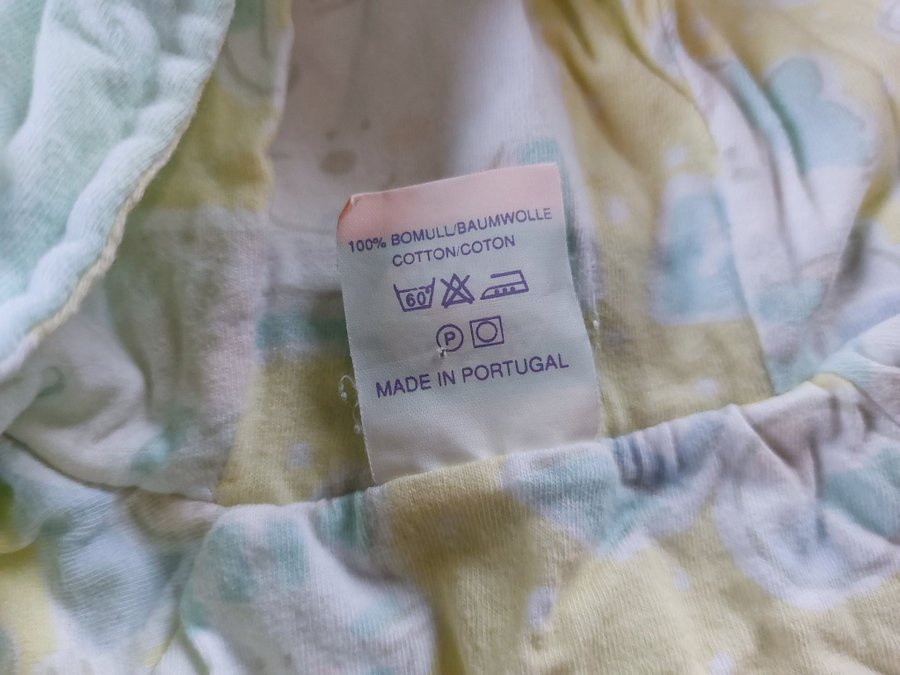 100% BOMULL/BAUMWOLLE
COTTON/COTON
60
P
MADE IN PORTUGAL